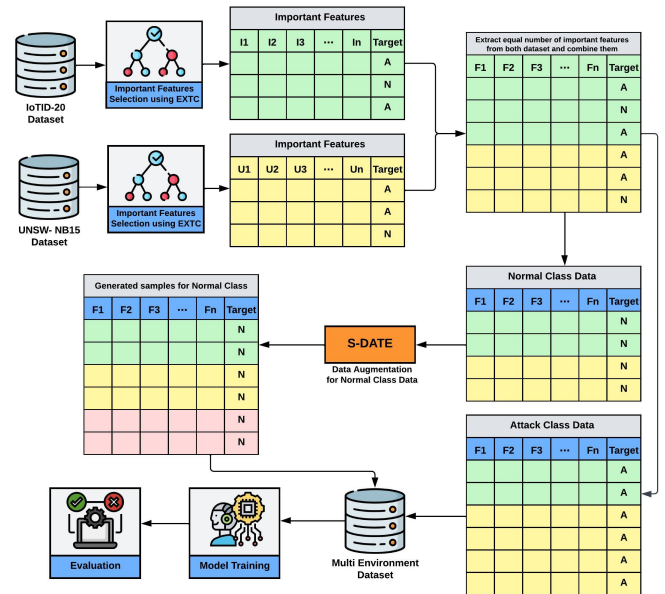 IoTID-20
Dataset
Important Features
Selection using EXTC
Important Features
I1 I2 I3 ··· In Target
A
N
A
Extract equal number of important features
from both dataset and combine them
F1 F2 F3 ··· Fn Target
A
N
A
A
A
N
UNSW- NB15
Dataset
Important Features
Selection using EXTC
Important Features
U1 U2 U3 ··· Un Target
A
A
N
Normal Class Data
F1 F2 F3 ··· Fn Target
N
N
N
N
S-DATE
Data Augmentation
for Normal Class Data
Generated samples for Normal Class
F1 F2 F3 ··· Fn Target
N
N
N
N
N
N
Attack Class Data
F1 F2 F3 ··· Fn Target
A
A
A
A
A
A
Multi Environment
Dataset
Model Training
Evaluation